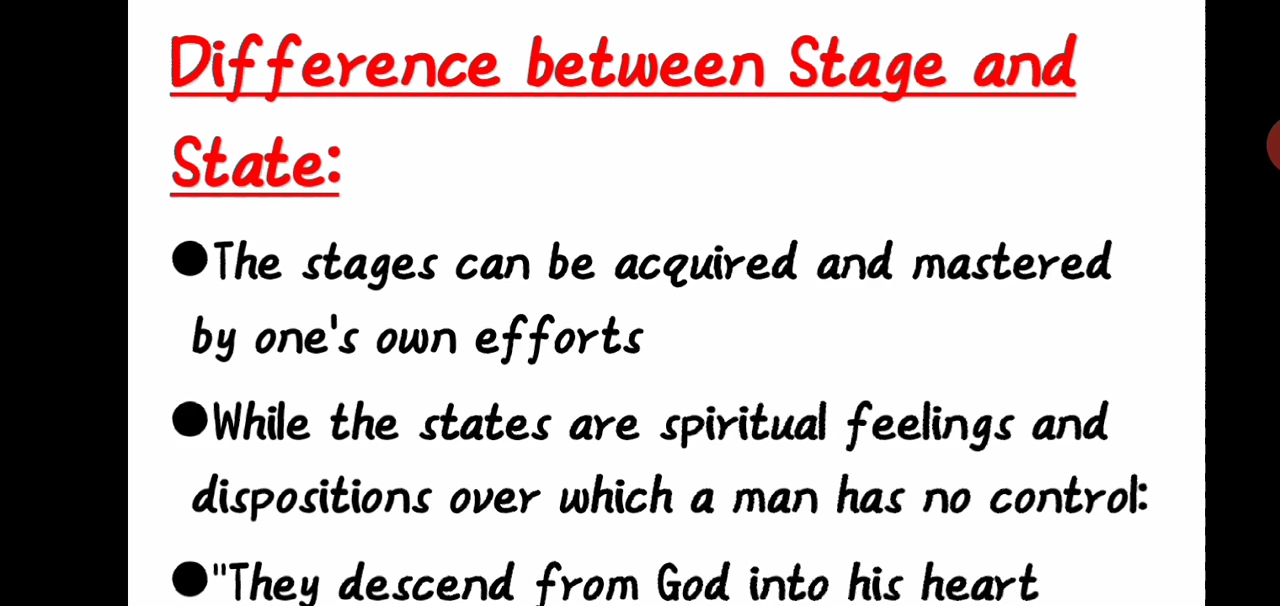 Difference between Stage and
State:
●The stages can be acquired and mastered
by one's own efforts
●While the states are spiritual feelings and
dispositions over which a man has no control:
●"They descend from God into his heart